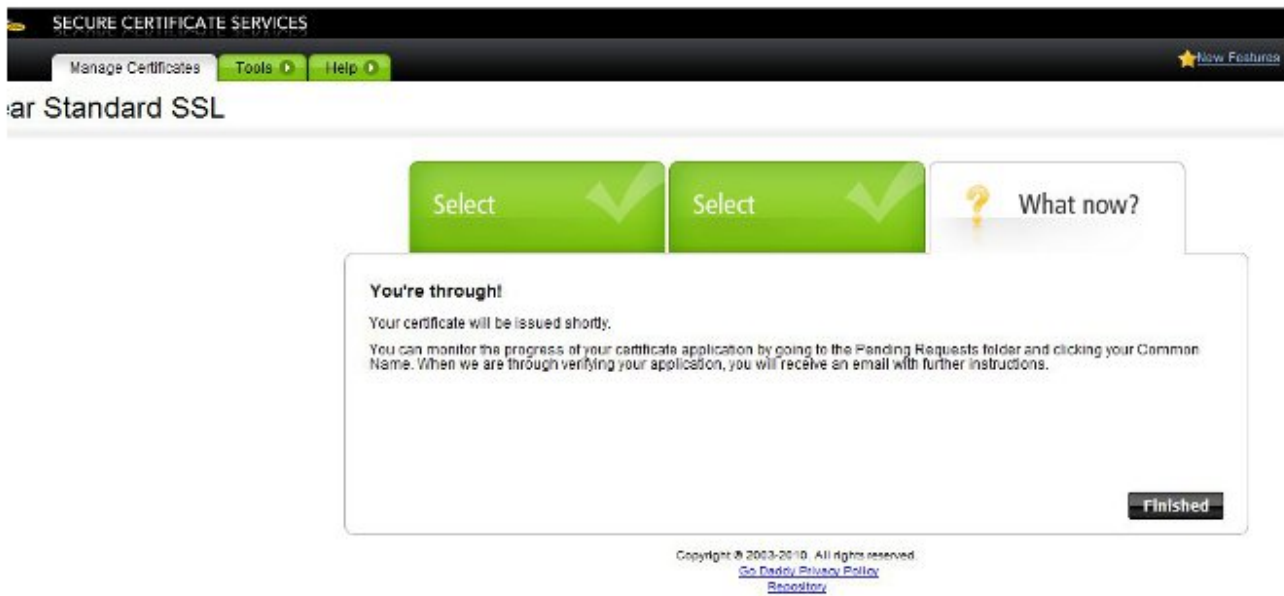 SECURE CERTIFICATE SERVICES
Manage Certificates Tools Help New Features
ar Standard SSL
Select Select ? What now?
You're through!
Your certificate will be issued shortly.
You can monitor the progress of your certificate application by going to the Pending Requests folder and clicking your Common
Name. When we are through verifying your application, you will receive an email with further instructions.
Finished
Copyright © 2003-2010. All rights reserved.
Go Daddy Privacy Policy
Repository